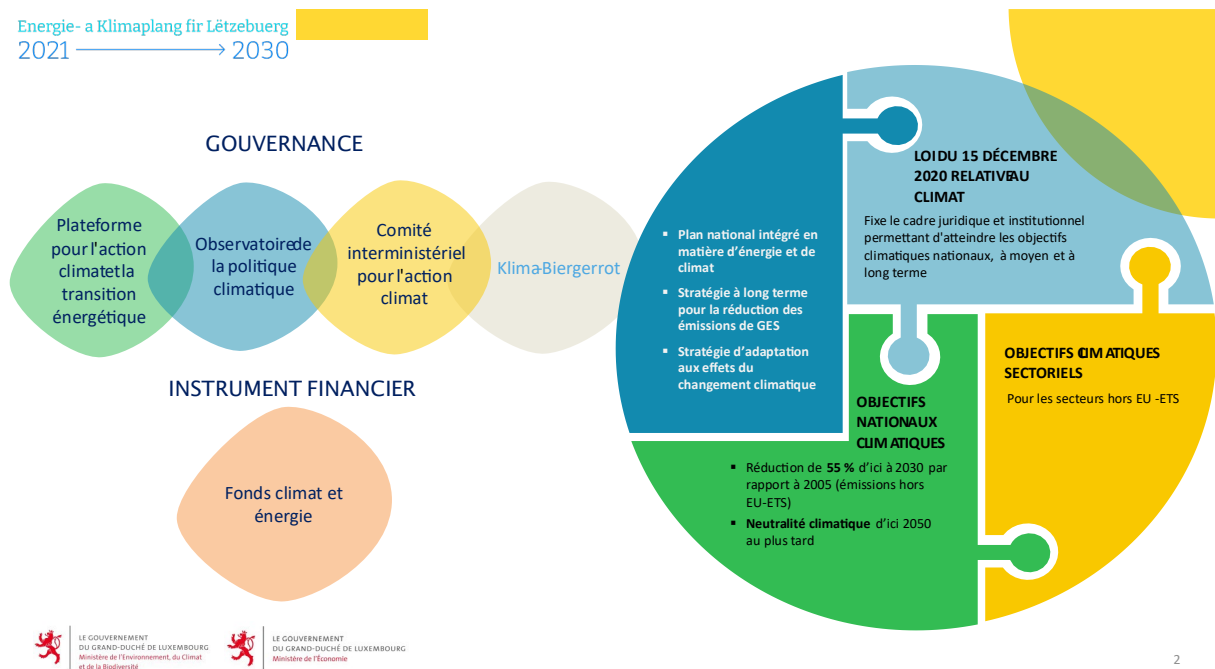 Energie- a Klimaplang fir Lëtzebuerg
2021 2030
GOUVERNANCE
Plateforme
pour l'action
climat et la
transition
énergétique
Observatoire de
la politique
climatique
Comité
interministériel
pour l'action
climat
Klima-Biergerrot
INSTRUMENT FINANCIER
Fonds climat et
énergie
▪ Plan national intégré en
matière d’énergie et de
climat
▪ Stratégie à long terme
pour la réduction des
émissions de GES
▪ Stratégie d’adaptation
aux effets du
changement climatique
LOI DU 15 DÉCEMBRE
2020 RELATIVE AU
CLIMAT
Fixe le cadre juridique et institutionnel
permettant d'atteindre les objectifs
climatiques nationaux, à moyen et à
long terme
OBJECTIFS
NATIONAUX
CLIMATIQUES
▪ Réduction de 55 % d’ici à 2030 par
rapport à 2005 (émissions hors
EU-ETS)
▪ Neutralité climatique d’ici 2050
au plus tard
OBJECTIFS CLIMATIQUES
SECTORIELS
Pour les secteurs hors EU -ETS
LE GOUVERNEMENT
DU GRAND-DUCHÉ DE LUXEMBOURG
Ministère de l'Environnement, du Climat
et de la Biodiversité
LE GOUVERNEMENT
DU GRAND-DUCHÉ DE LUXEMBOURG
Ministère de l'Économie
2